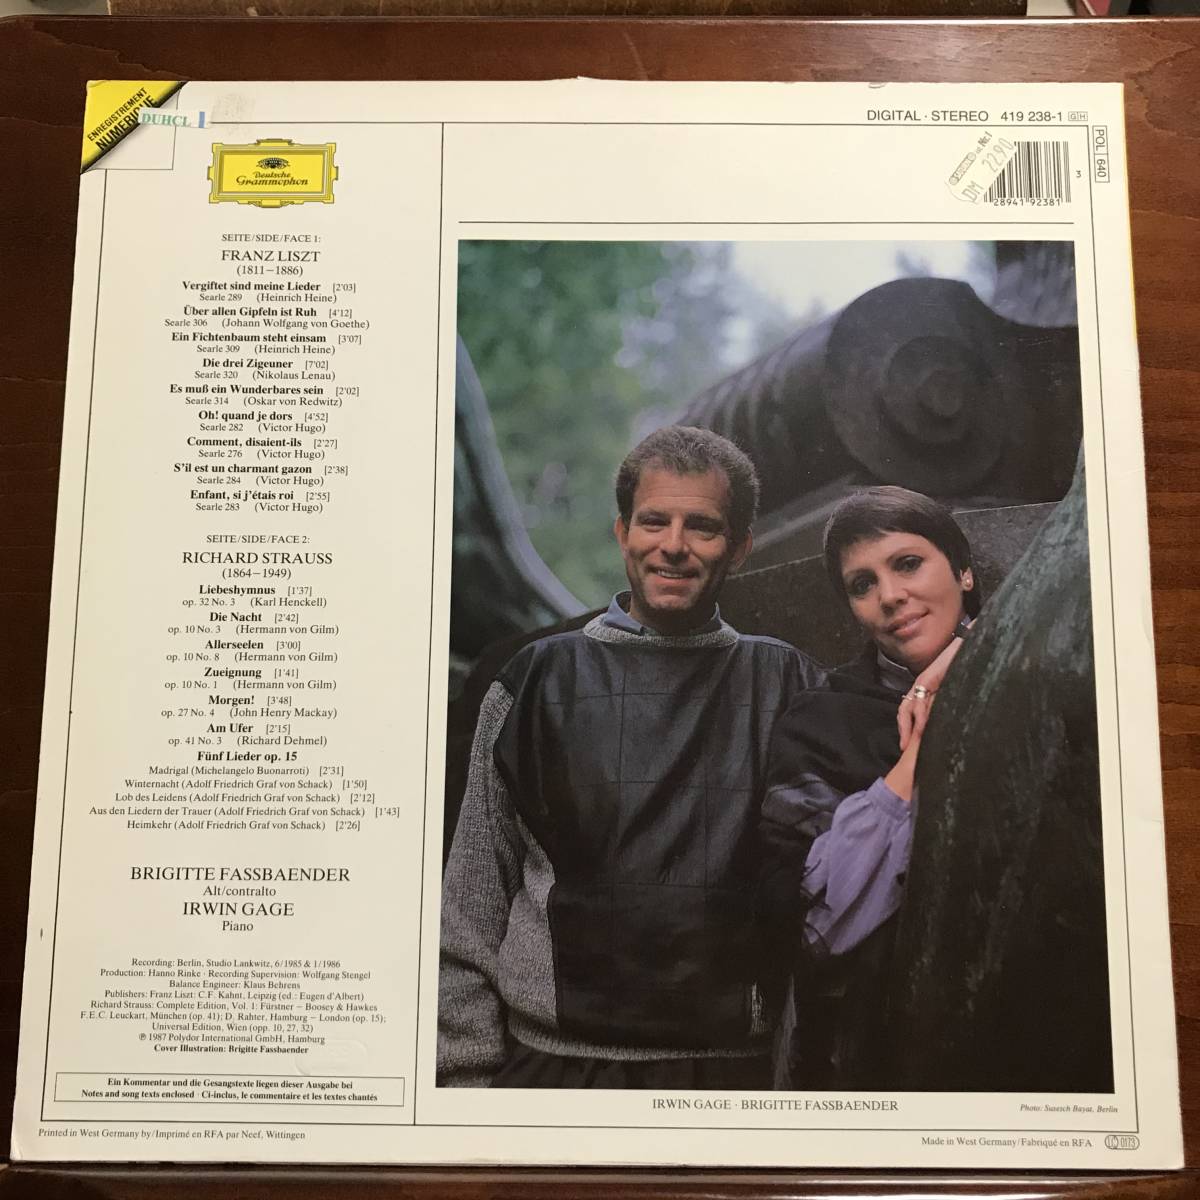 ENREGISTREMENT
NUMERIQUE
DUHCL
Deutsche
Grammophon
DIGITAL · STEREO 419 238-1 GH
POL 640
DM 22.90
3
28941 92381
SEITE/SIDE/FACE 1:
FRANZ LISZT
(1811–1886)
Vergiftet sind meine Lieder [2'03]
Searle 289 (Heinrich Heine)
Über allen Gipfeln ist Ruh [4'12]
Searle 306 (Johann Wolfgang von Goethe)
Ein Fichtenbaum steht einsam [3'07]
Searle 309 (Heinrich Heine)
Die drei Zigeuner [7'02]
Searle 320 (Nikolaus Lenau)
Es muß ein Wunderbares sein [2'02]
Searle 314 (Oskar von Redwitz)
Oh! quand je dors [4'52]
Searle 282 (Victor Hugo)
Comment, disaient-ils [2'27]
Searle 276 (Victor Hugo)
S'il est un charmant gazon [2'38]
Searle 284 (Victor Hugo)
Enfant, si j'étais roi [2'55]
Searle 283 (Victor Hugo)
SEITE/SIDE/FACE 2:
RICHARD STRAUSS
(1864–1949)
Liebeshymnus [1'37]
op. 32 No. 3 (Karl Henckell)
Die Nacht [2'42]
op. 10 No. 3 (Hermann von Gilm)
Allerseelen [3'00]
op. 10 No. 8 (Hermann von Gilm)
Zueignung [1'41]
op. 10 No. 1 (Hermann von Gilm)
Morgen! [3'48]
op. 27 No. 4 (John Henry Mackay)
Am Ufer [2'15]
op. 41 No. 3 (Richard Dehmel)
Fünf Lieder op. 15
Madrigal (Michelangelo Buonarroti) [2'31]
Winternacht (Adolf Friedrich Graf von Schack) [1'50]
Lob des Leidens (Adolf Friedrich Graf von Schack) [2'12]
Aus den Liedern der Trauer (Adolf Friedrich Graf von Schack) [1'43]
Heimkehr (Adolf Friedrich Graf von Schack) [2'26]
BRIGITTE FASSBAENDER
Alt/contralto
IRWIN GAGE
Piano
Recording: Berlin, Studio Lankwitz, 6/1985 & 1/1986
Production: Hanno Rinke · Recording Supervision: Wolfgang Stengel
Balance Engineer: Klaus Behrens
Publishers: Franz Liszt: C.F. Kahnt, Leipzig (ed.: Eugen d'Albert)
Richard Strauss: Complete Edition, Vol. 1: Fürstner – Boosey & Hawkes
F.E.C. Leuckart, München (op. 41); D. Rahter, Hamburg – London (op. 15);
Universal Edition, Wien (opp. 10, 27, 32)
℗ 1987 Polydor International GmbH, Hamburg
Cover Illustration: Brigitte Fassbaender
Ein Kommentar und die Gesangstexte liegen dieser Ausgabe bei
Notes and song texts enclosed · Ci-inclus, le commentaire et les textes chantés
IRWIN GAGE · BRIGITTE FASSBAENDER
Photo: Susesch Bayat, Berlin
Printed in West Germany by/Imprimé en RFA par Neef, Wittingen
Made in West Germany/Fabriqué en RFA LC 0173